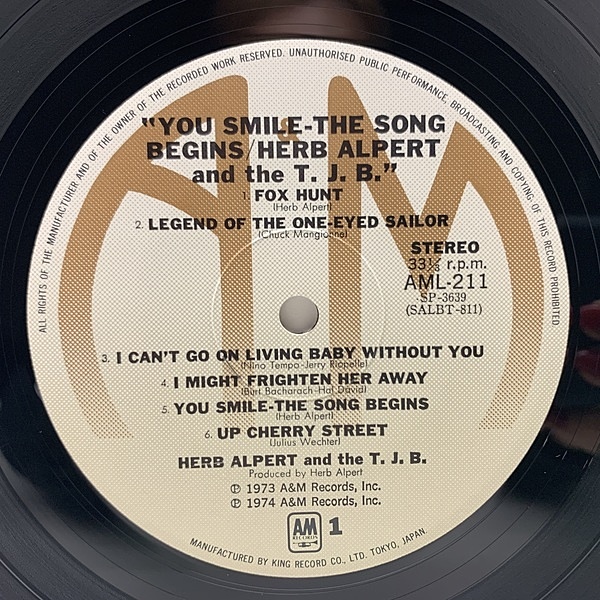 ALL RIGHTS OF THE MANUFACTURER AND OF THE OWNER OF THE RECORDED WORK RESERVED. UNAUTHORISED PUBLIC PERFORMANCE, BROADCASTING AND COPYING OF THIS RECORD PROHIBITED.
"YOU SMILE-THE SONG
BEGINS/HERB ALPERT
and the T. J. B."
1. FOX HUNT
(Herb Alpert)
2. LEGEND OF THE ONE-EYED SAILOR
(Chuck Mangione)
STEREO
33⅓ r.p.m.
AML-211
SP-3639
(SALBT-811)
3. I CAN'T GO ON LIVING BABY WITHOUT YOU
(Nino Tempo-Jerry Riopelle)
4. I MIGHT FRIGHTEN HER AWAY
(Burt Bacharach-Hal David)
5. YOU SMILE-THE SONG BEGINS
(Herb Alpert)
6. UP CHERRY STREET
(Julius Wechter)
HERB ALPERT and the T. J. B.
Produced by Herb Alpert
℗ 1973 A&M Records, Inc.
℗ 1974 A&M Records, Inc.
AM RECORDS 1
MANUFACTURED BY KING RECORD CO., LTD. TOKYO, JAPAN.